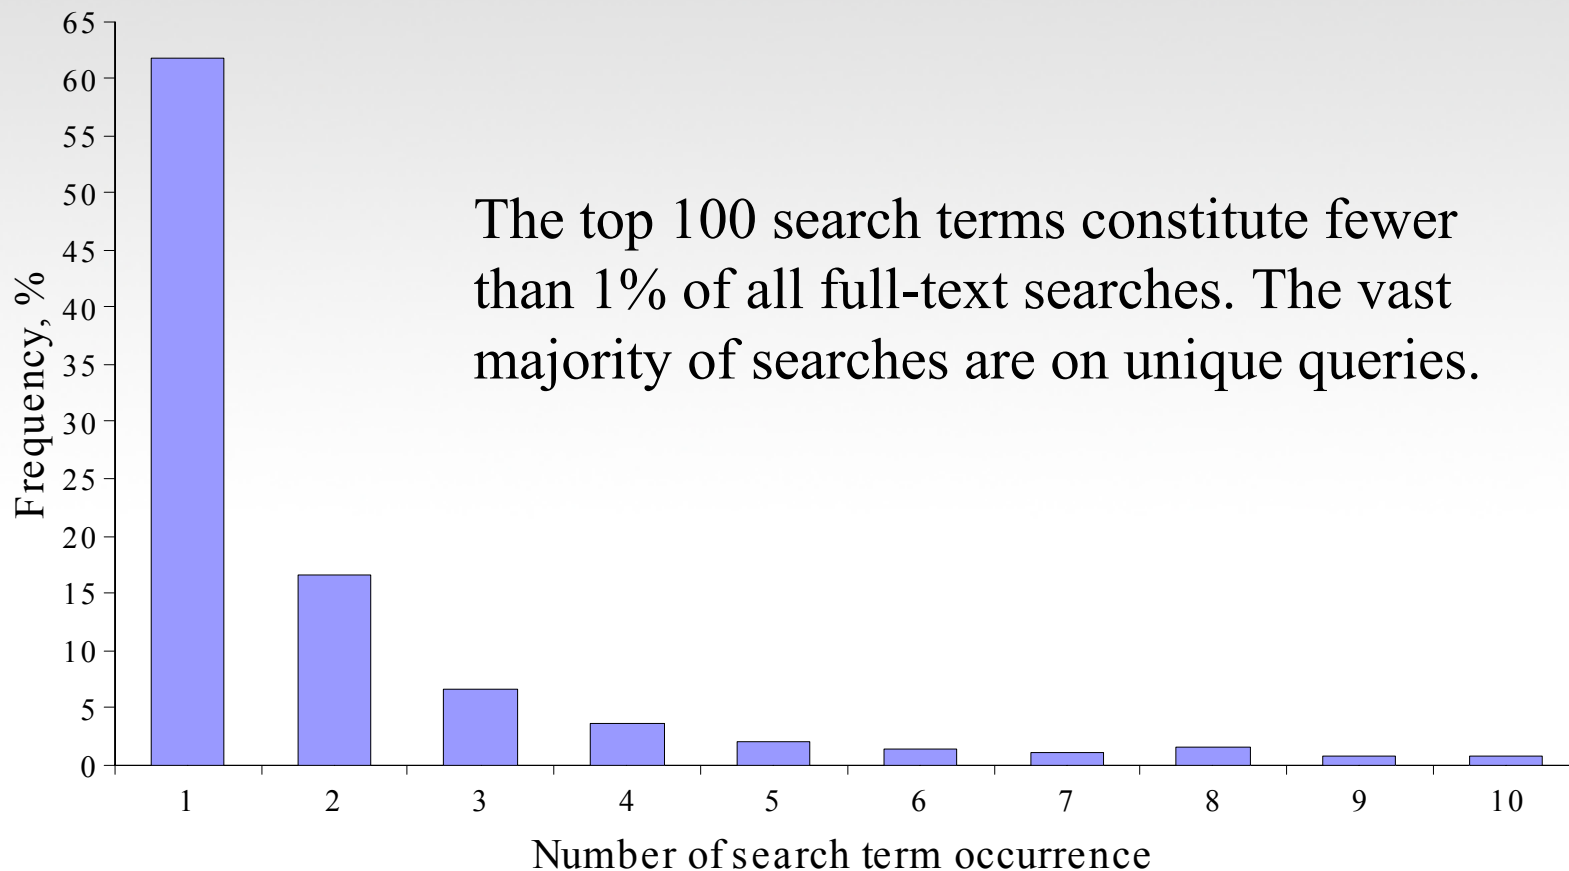 65
60
55
50
45
40
35
30
25
20
15
10
5
0
Frequency, %
The top 100 search terms constitute fewer
than 1% of all full-text searches. The vast
majority of searches are on unique queries.
1 2 3 4 5 6 7 8 9 10
Number of search term occurrence